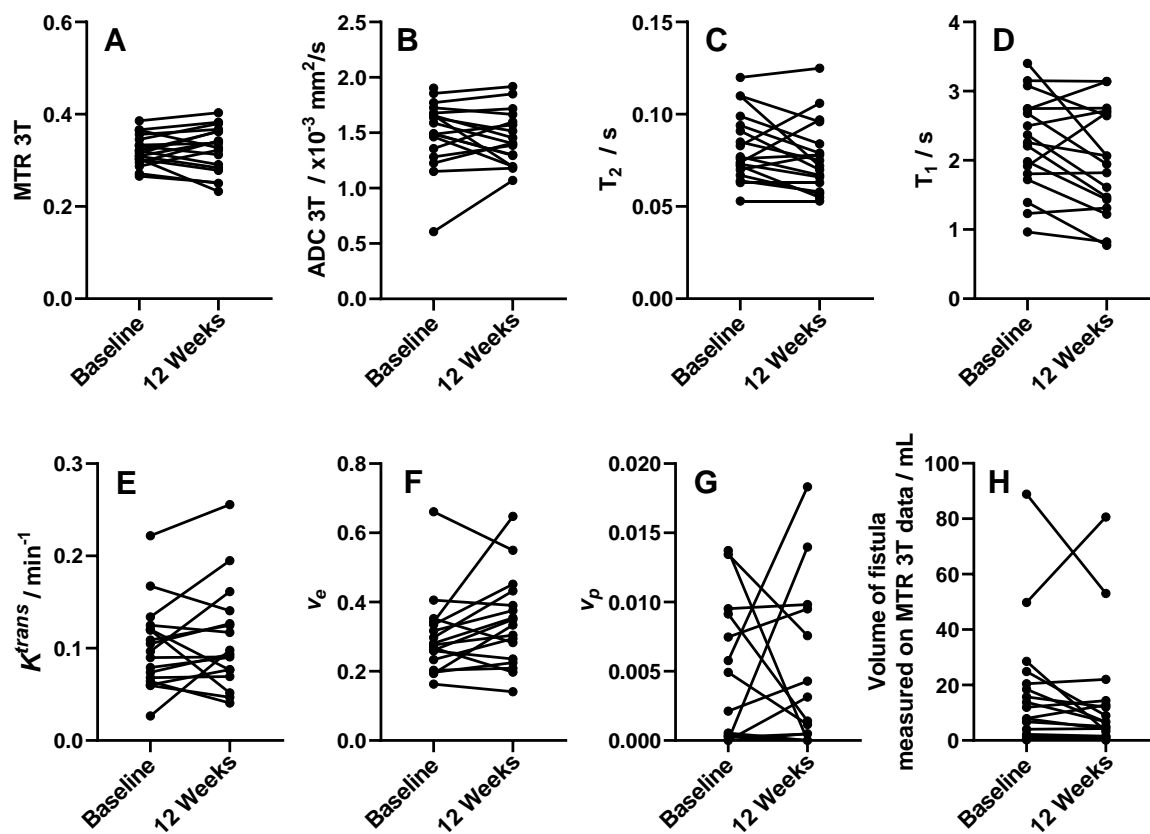 A
MTR 3T
0.6
0.4
0.2
0.0
Baseline
12 Weeks
B
ADC 3T / x10⁻³ mm²/s
2.5
2.0
1.5
1.0
0.5
0.0
Baseline
12 Weeks
C
T₂ / s
0.15
0.10
0.05
0.00
Baseline
12 Weeks
D
T₁ / s
4
3
2
1
0
Baseline
12 Weeks
E
Kᵗʳᵃⁿˢ / min⁻¹
0.3
0.2
0.1
0.0
Baseline
12 Weeks
F
vₑ
0.8
0.6
0.4
0.2
0.0
Baseline
12 Weeks
G
vₚ
0.020
0.015
0.010
0.005
0.000
Baseline
12 Weeks
H
Volume of fistula
measured on MTR 3T data / mL
100
80
60
40
20
0
Baseline
12 Weeks